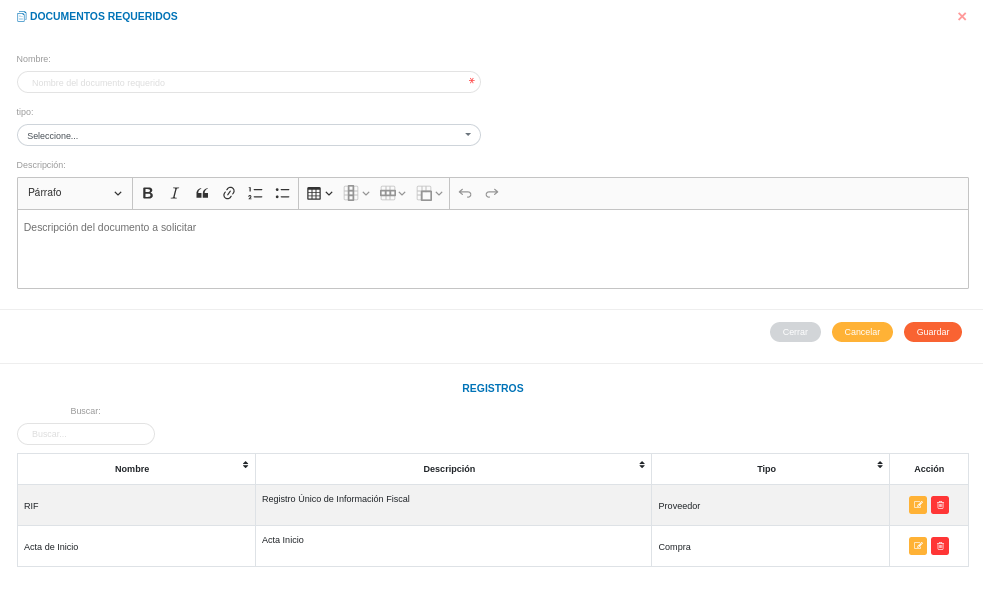 DOCUMENTOS REQUERIDOS
Nombre:
Nombre del documento requerido *
tipo:
Seleccione...
Descripción:
Párrafo
Descripción del documento a solicitar
Cerrar Cancelar Guardar
REGISTROS
Buscar:
Buscar...
Nombre Descripción Tipo Acción
RIF Registro Único de Información Fiscal Proveedor
Acta de Inicio Acta Inicio Compra